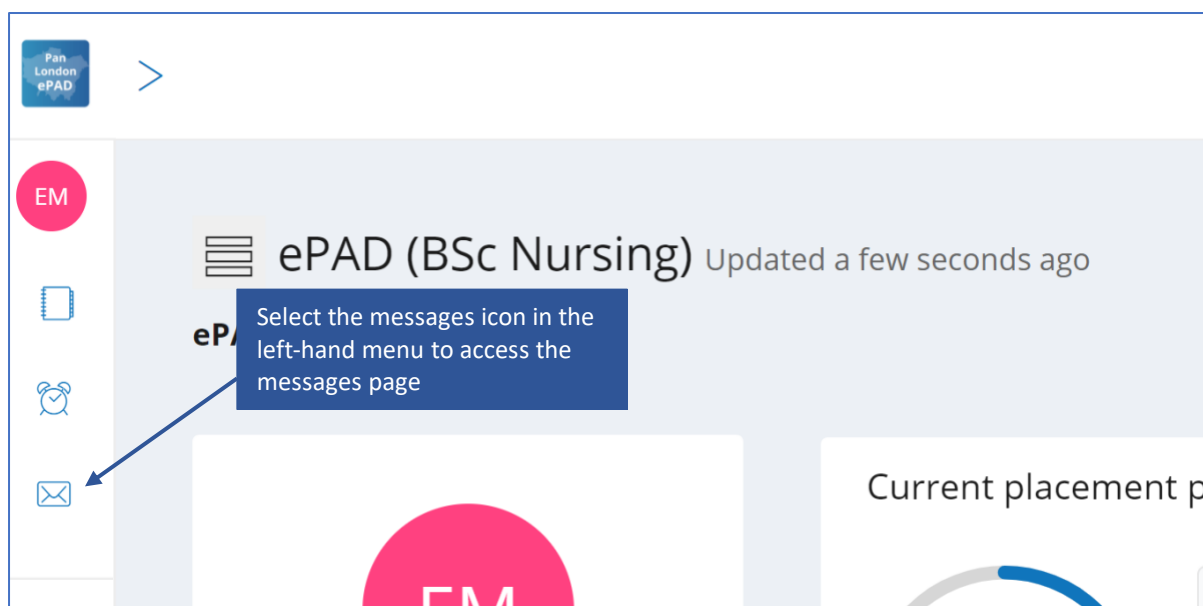 Pan
London
ePAD
EM
ePAD (BSc Nursing) Updated a few seconds ago
Select the messages icon in the
left-hand menu to access the
messages page
Current placement
EM